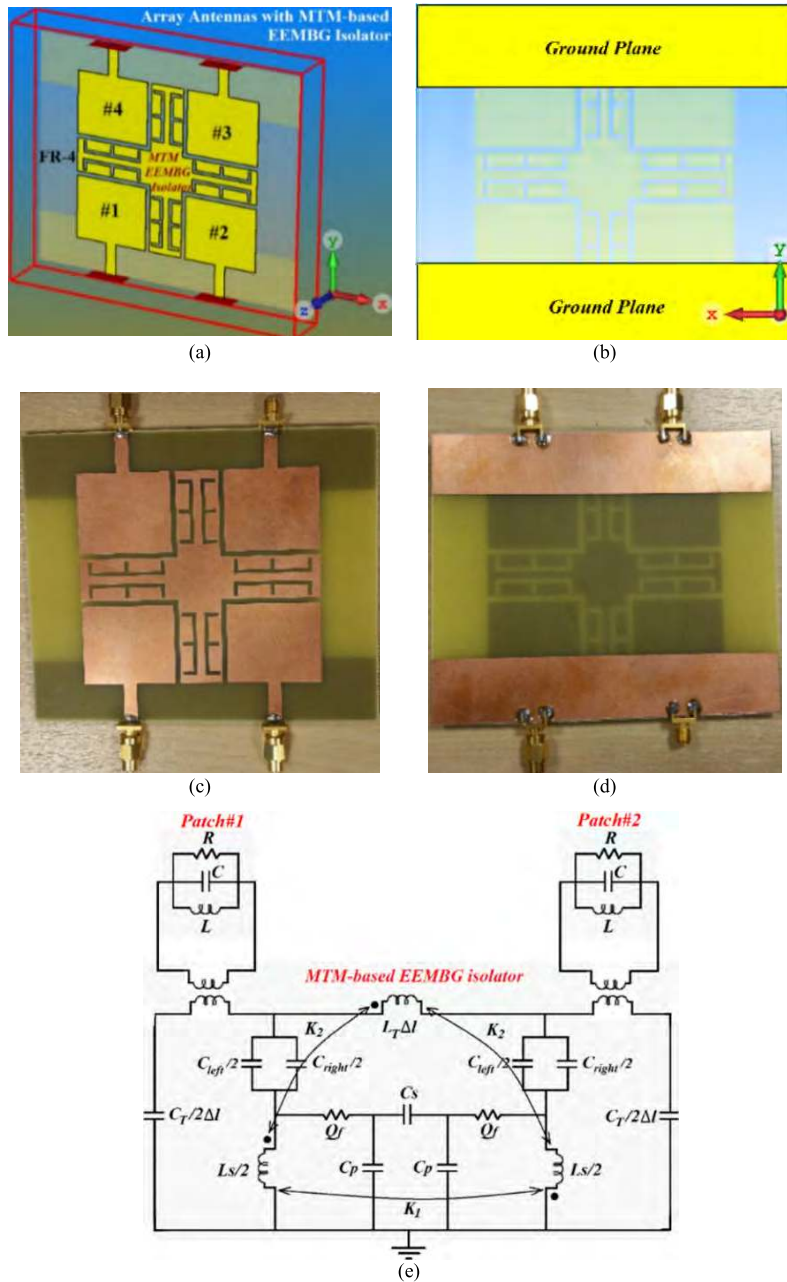 Array Antennas with MTM-based
EEMBG Isolator
#4
#3
FR-4
MTM
EEMBG
Isolator
#1
#2
y
z
x
(a)
Ground Plane
Ground Plane
Y
x
(b)
(c)
(d)
Patch#1
Patch#2
R
R
C
C
L
L
MTM-based EEMBG isolator
K2
LTΔl
K2
Cleft/2
Cright/2
Cleft/2
Cright/2
Cs
CT/2Δl
Qf
Qf
CT/2Δl
Ls/2
Cp
Cp
Ls/2
K1
(e)